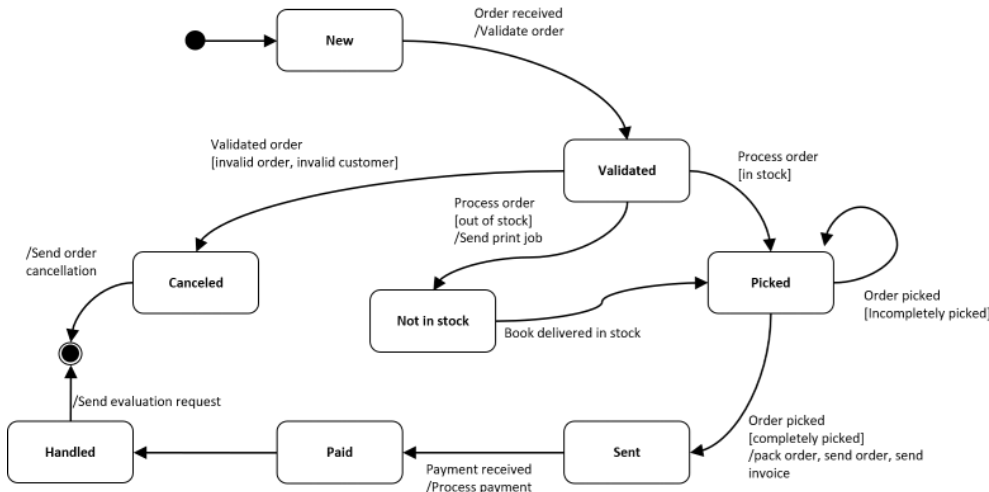 Order received
/Validate order
New
Validated order
[invalid order, invalid customer]
Validated
Process order
[in stock]
Process order
[out of stock]
/Send print job
/Send order
cancellation
Canceled
Not in stock
Picked
Book delivered in stock
Order picked
[Incompletely picked]
/Send evaluation request
Order picked
[completely picked]
/pack order, send order, send
invoice
Handled
Paid
Sent
Payment received
/Process payment